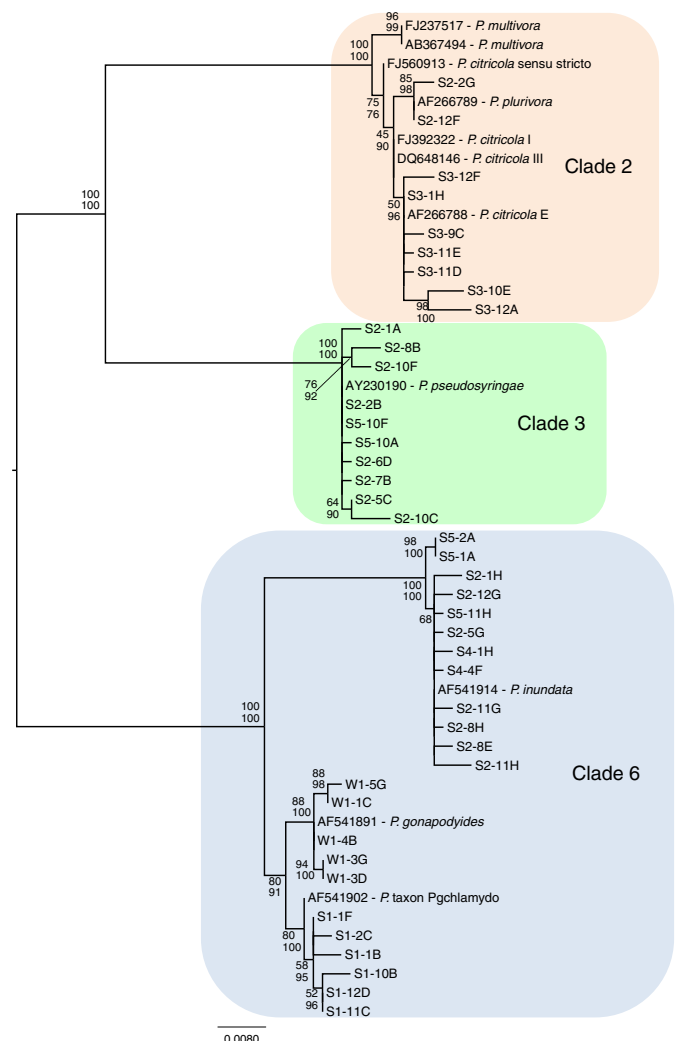 96
99
FJ237517 - P. multivora
AB367494 - P. multivora
100
100
FJ560913 - P. citricola sensu stricto
85
98
S2-2G
AF266789 - P. plurivora
75
76
S2-12F
45
90
FJ392322 - P. citricola I
DQ648146 - P. citricola III
Clade 2
S3-12F
100
100
S3-1H
50
96
AF266788 - P. citricola E
S3-9C
S3-11E
S3-11D
S3-10E
98
100
S3-12A
S2-1A
100
100
S2-8B
S2-10F
76
92
AY230190 - P. pseudosyringae
S2-2B
S5-10F
Clade 3
S5-10A
S2-6D
S2-7B
64
90
S2-5C
S2-10C
98
100
S5-2A
S5-1A
S2-1H
100
100
S2-12G
68
S5-11H
S2-5G
S4-1H
S4-4F
AF541914 - P. inundata
100
100
S2-11G
S2-8H
S2-8E
S2-11H
Clade 6
88
98
W1-5G
W1-1C
88
100
AF541891 - P. gonapodyides
W1-4B
94
100
W1-3G
W1-3D
80
91
AF541902 - P. taxon Pgchlamydo
S1-1F
80
100
S1-2C
S1-1B
58
95
S1-10B
52
96
S1-12D
S1-11C
0.0080